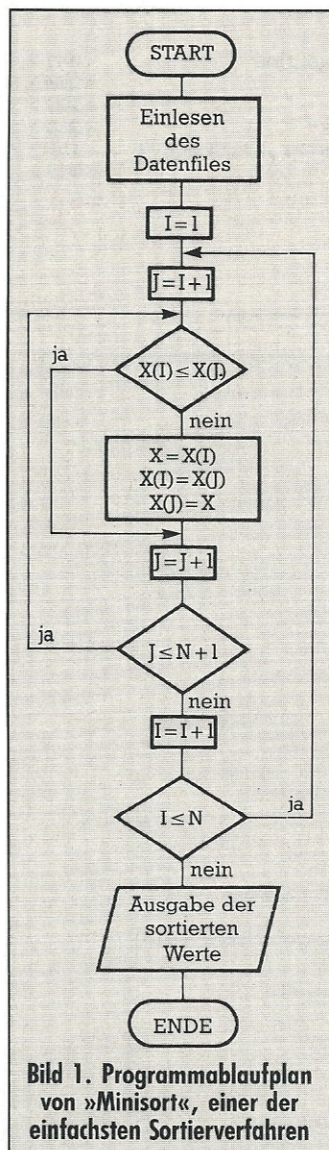 START
Einlesen
des
Datenfiles
I=1
J=I+1
ja
X(I)≤X(J)
nein
X=X(I)
X(I)=X(J)
X(J)=X
J=J+1
ja
J≤N+1
nein
I=I+1
ja
I≤N
nein
Ausgabe der
sortierten
Werte
ENDE
Bild 1. Programmablaufplan
von »Minisort«, einer der
einfachsten Sortierverfahren